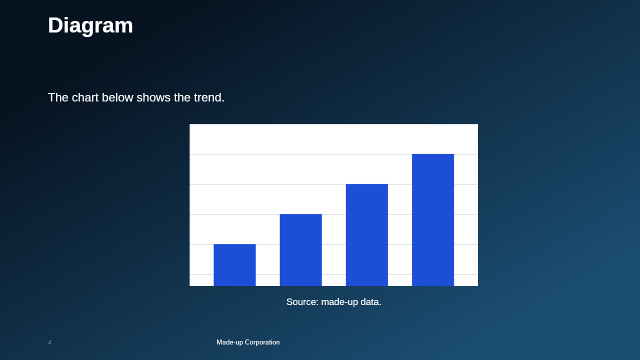 Diagram
The chart below shows the trend.
Source: made-up data.
4
Made-up Corporation